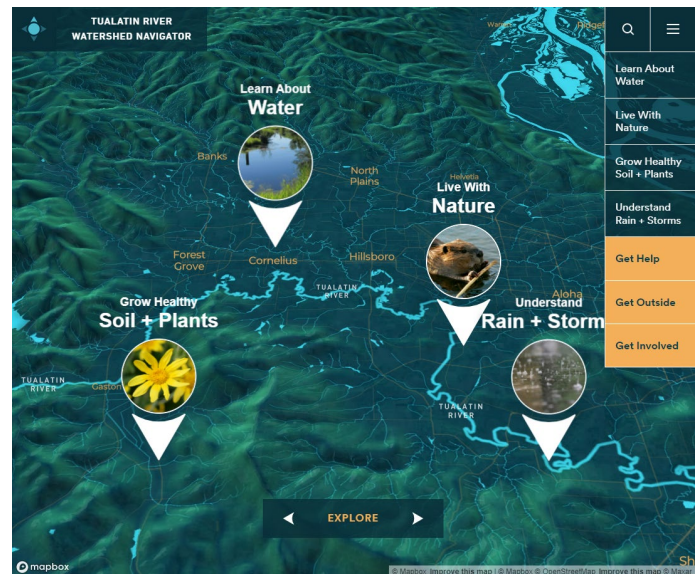 TUALATIN RIVER
WATERSHED NAVIGATOR
Learn About
Water
Live With
Nature
Grow Healthy
Soil + Plants
Understand
Rain + Storms
Get Help
Get Outside
Get Involved
Learn About
Water
Banks
North
Plains
Helvetia
Live With
Nature
Forest
Grove
Cornelius
Hillsboro
TUALATIN
RIVER
Aloha
Grow Healthy
Soil + Plants
Understand
Rain + Storm
TUALATIN
RIVER
Gaston
TUALATIN
RIVER
EXPLORE
Sh
mapbox
© Mapbox Improve this map | © Mapbox © OpenStreetMap Improve this map © Maxar